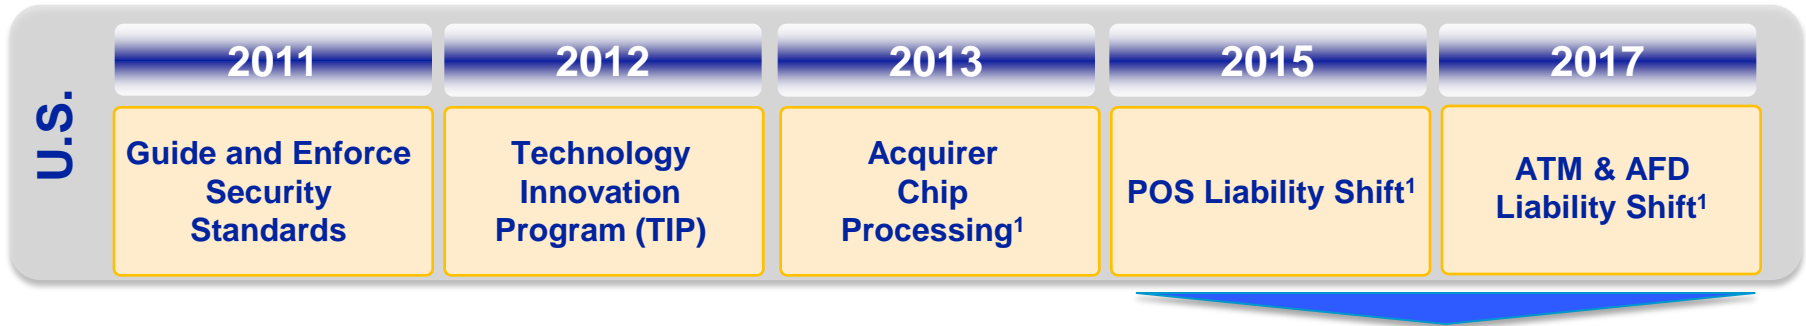 U.S.
2011
2012
2013
2015
2017
Guide and Enforce
Security
Standards
Technology
Innovation
Program (TIP)
Acquirer
Chip
Processing1
POS Liability Shift1
ATM & AFD
Liability Shift1